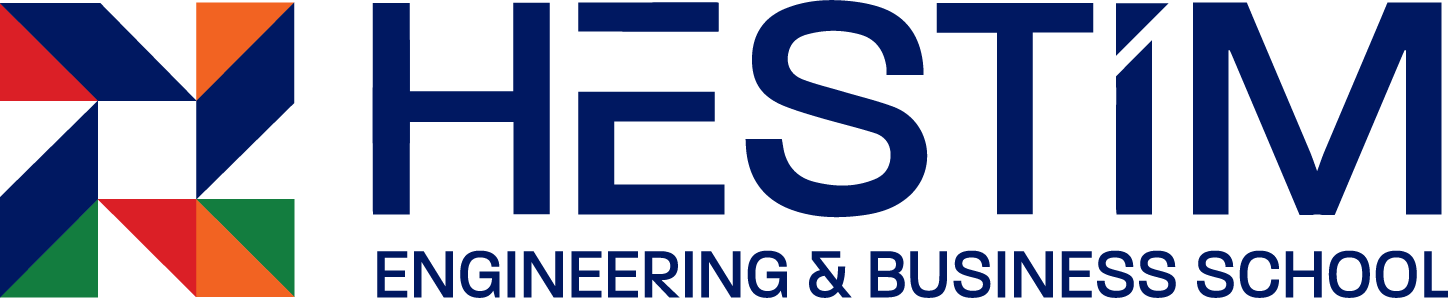 HESTIM
ENGINEERING & BUSINESS SCHOOL